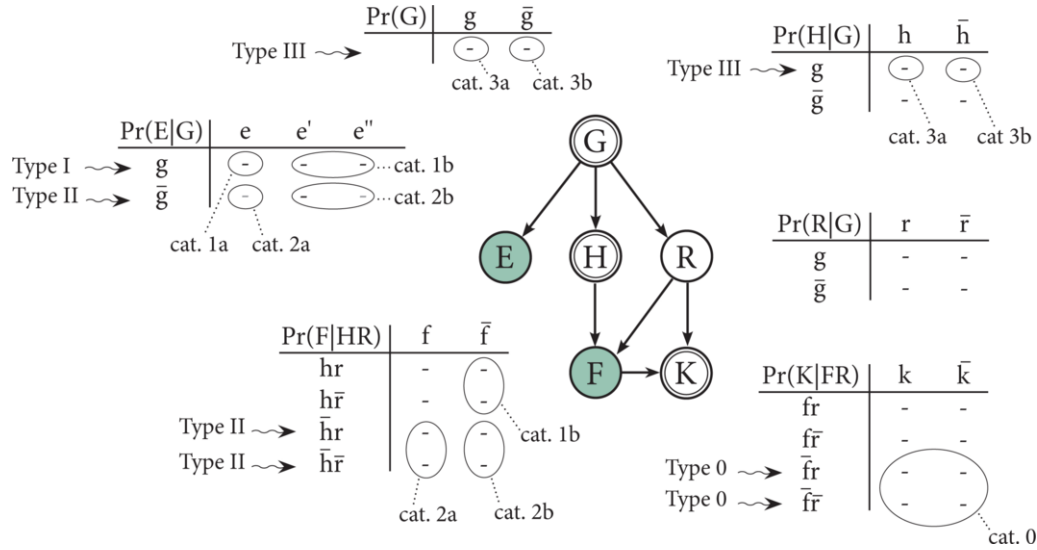 Pr(G) g ḡ
Type III - -
cat. 3a cat. 3b
Pr(H|G) h h̄
Type III g - -
ḡ - -
cat. 3a cat. 3b
Pr(E|G) e e' e''
Type I g - - - cat. 1b
Type II ḡ - - - cat. 2b
cat. 1a cat. 2a
G
E H R
F K
Pr(R|G) r r̄
g - -
ḡ - -
Pr(F|HR) f f̄
hr - -
hr̄ - -
cat. 1b
Type II h̄r - -
Type II h̄r̄ - -
cat. 2a cat. 2b
Pr(K|FR) k k̄
fr - -
fr̄ - -
Type 0 f̄r - -
Type 0 f̄r̄ - -
cat. 0